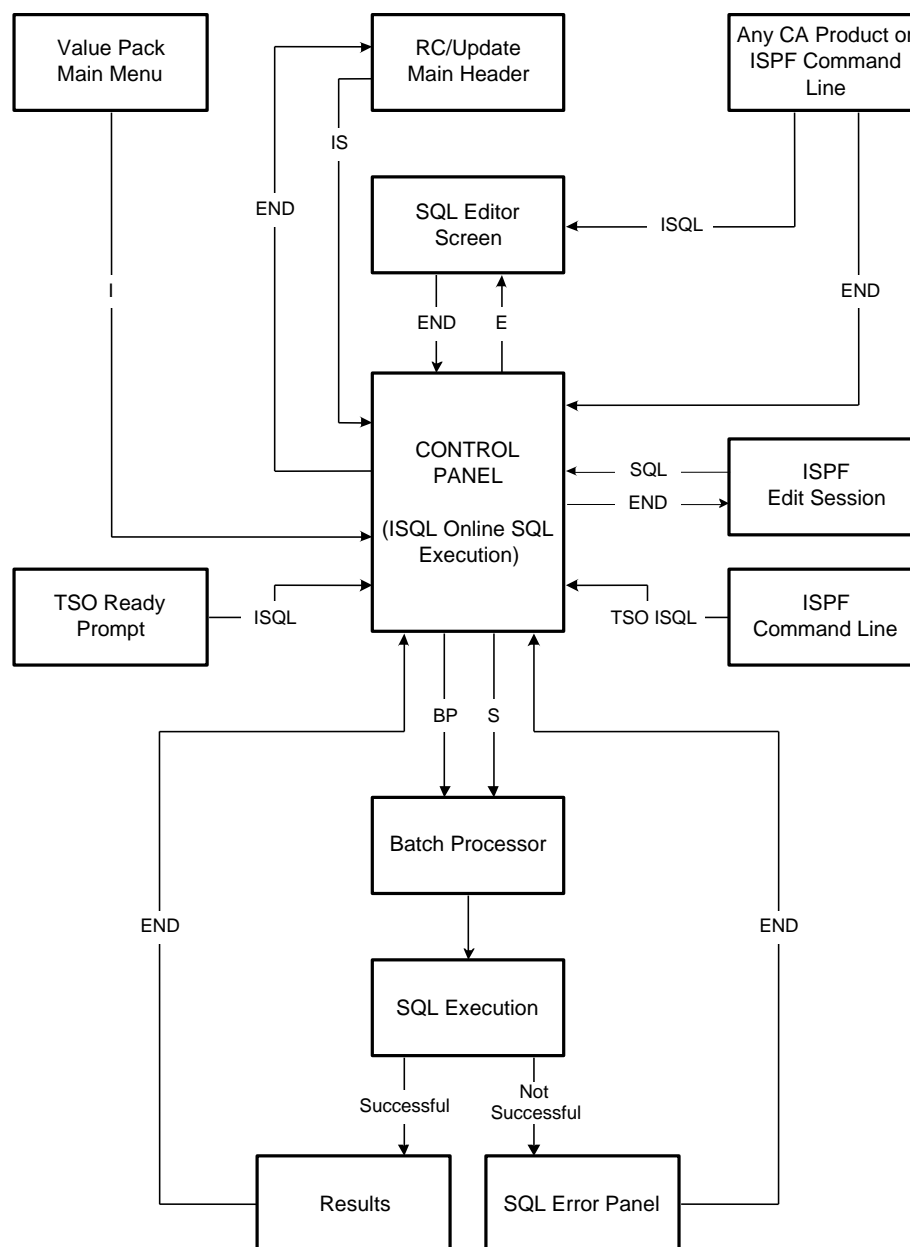 Value Pack
Main Menu
RC/Update
Main Header
Any CA Product or
ISPF Command
Line
IS
END
SQL Editor
Screen
ISQL
I
END
E
END
CONTROL
PANEL
(ISQL Online SQL
Execution)
SQL
END
ISPF
Edit Session
TSO Ready
Prompt
ISQL
TSO ISQL
ISPF
Command Line
BP
S
Batch Processor
END
END
SQL Execution
Successful
Not
Successful
Results
SQL Error Panel